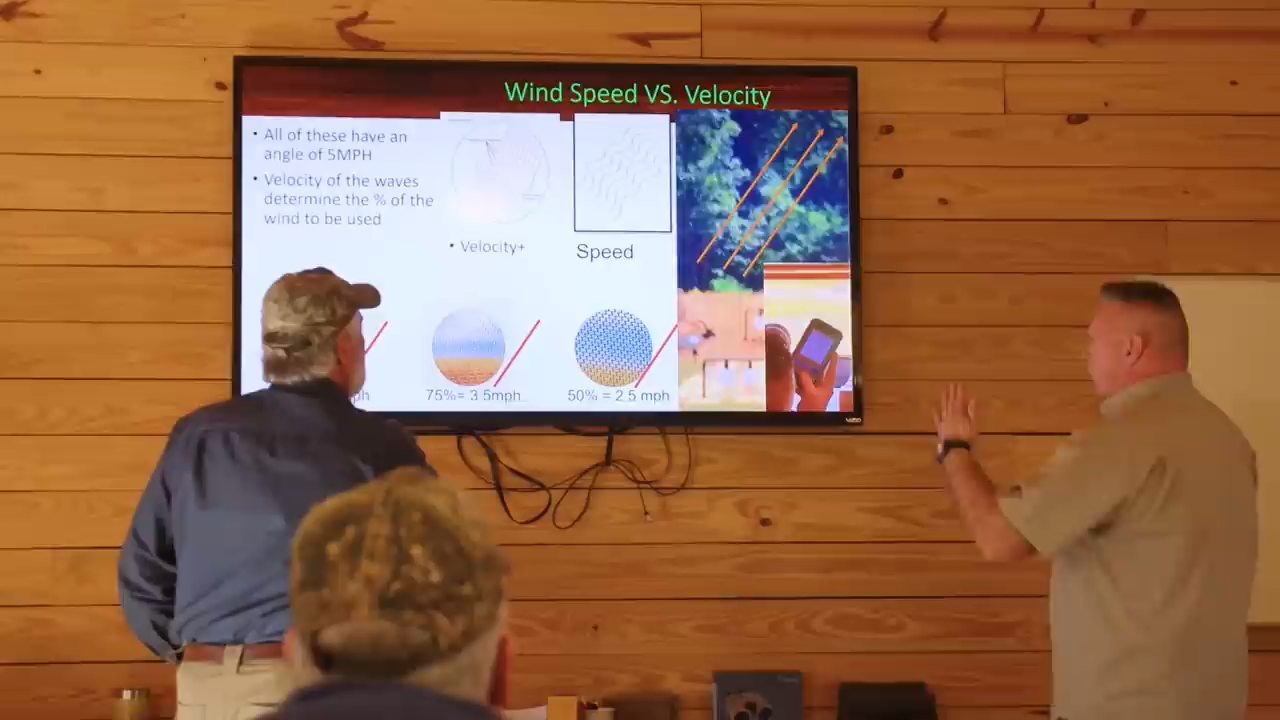 Wind Speed VS. Velocity
• All of these have an
angle of 5MPH
• Velocity of the waves
determine the % of the
wind to be used
• Velocity+
Speed
75%= 3.5mph
50% = 2.5 mph
VIZIO